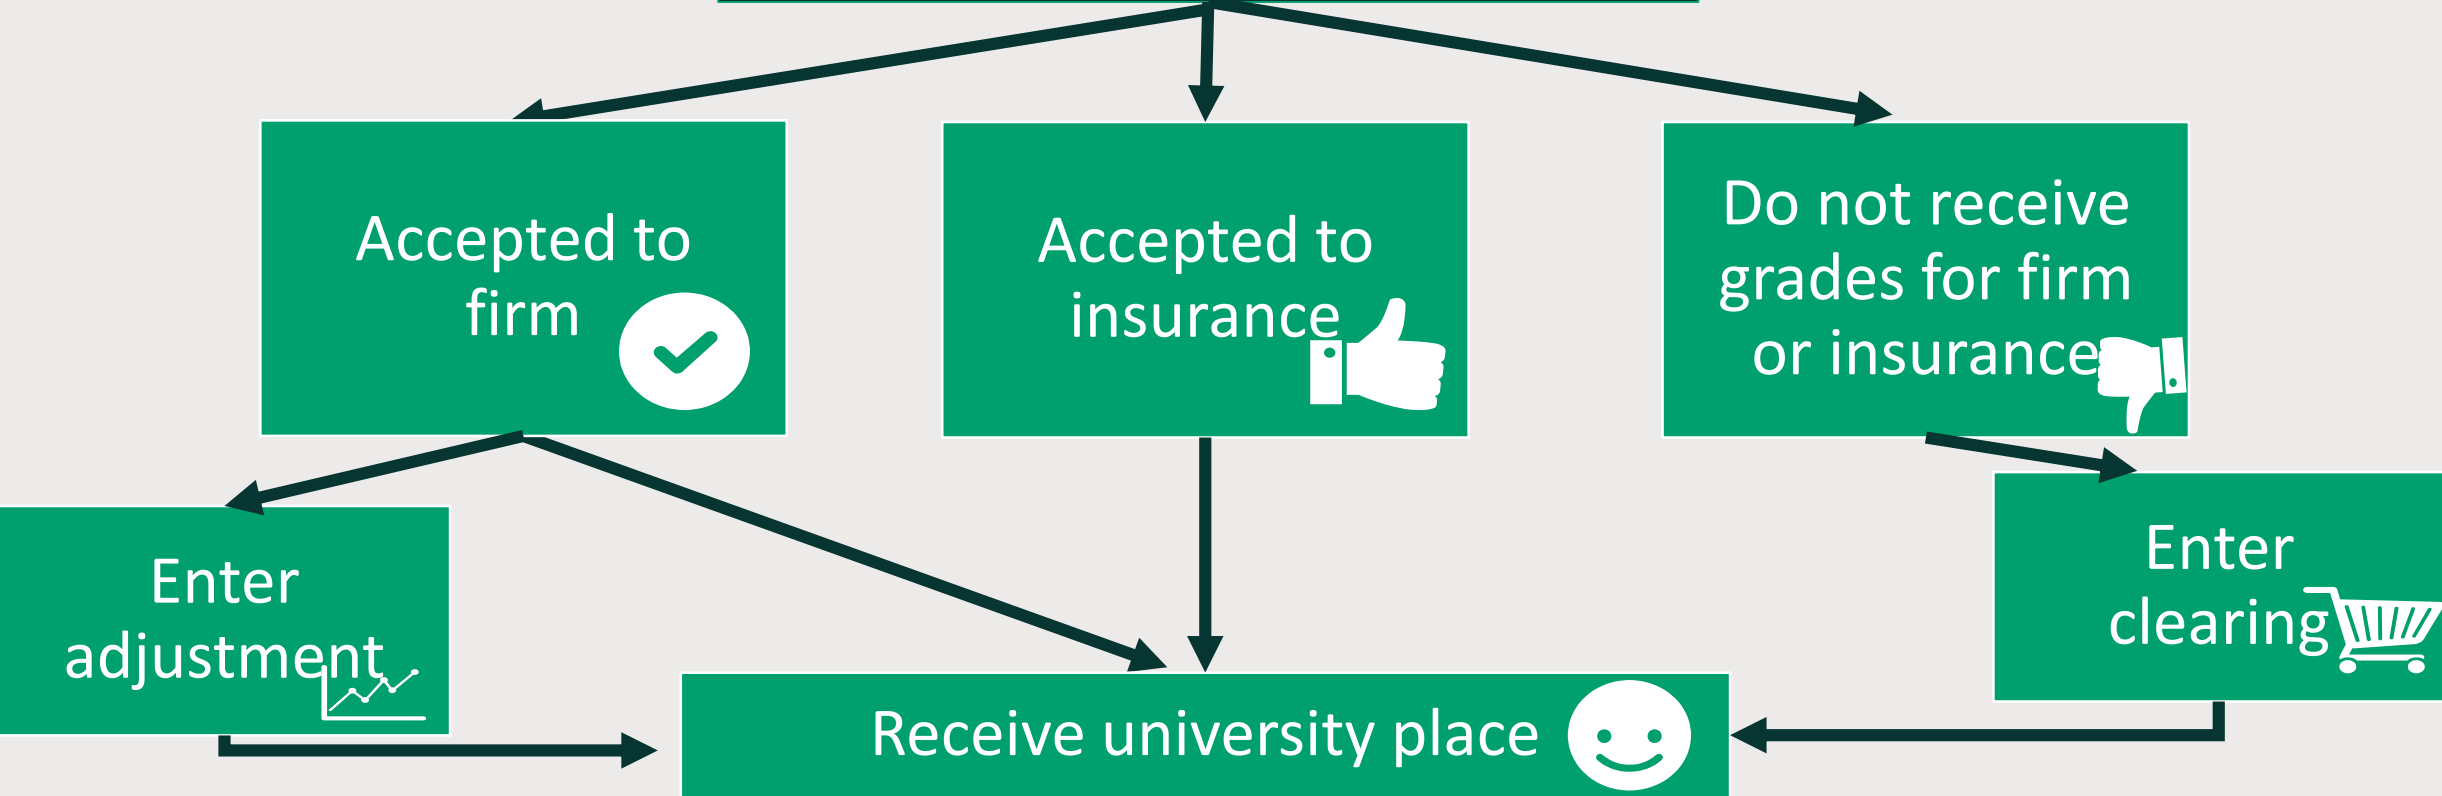 Accepted to
firm
Accepted to
insurance
Do not receive
grades for firm
or insurance
Enter
adjustment
Enter
clearing
Receive university place